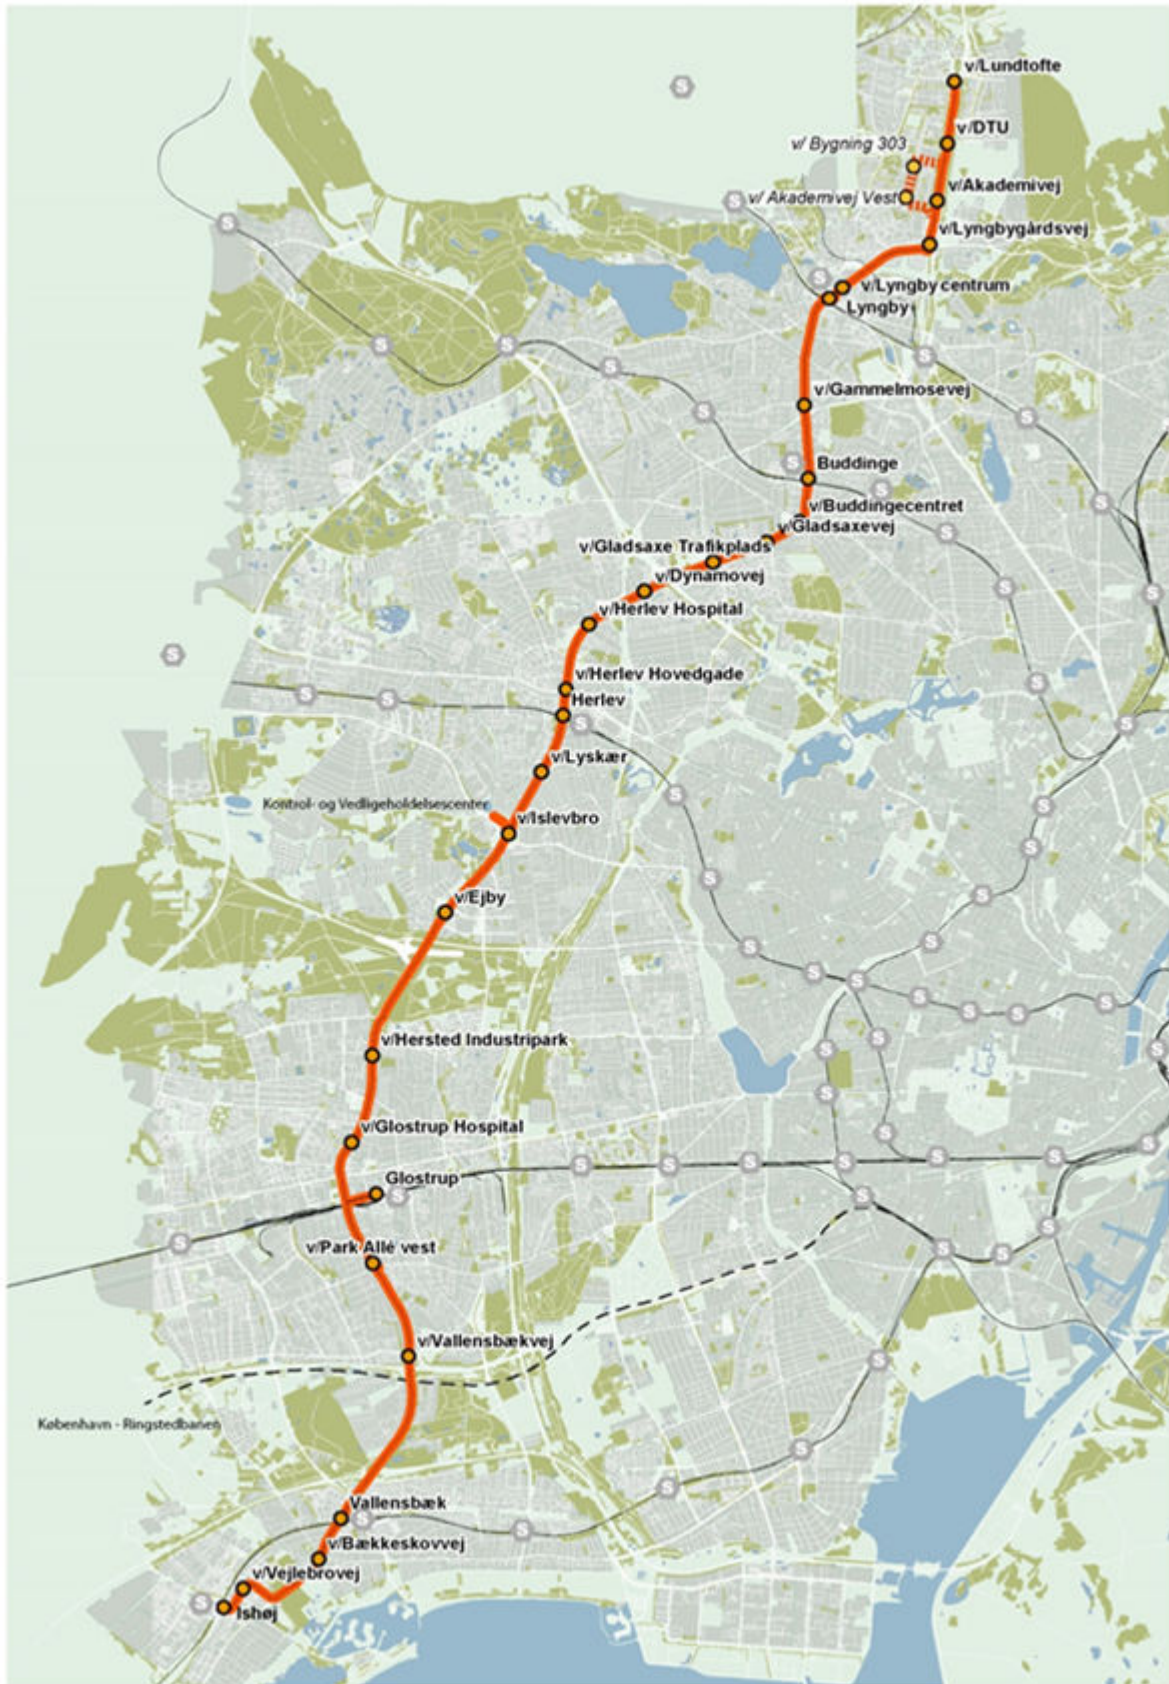 v/Lundtofte
v/DTU
v/ Bygning 303
v/Akademivej
v/ Akademivej Vest
v/Lyngbygårdsvej
v/Lyngby centrum
Lyngby
v/Gammelmosevej
Buddinge
v/Buddingecentret
v/Gladsaxevej
v/Gladsaxe Trafikplads
v/Dynamovej
v/Herlev Hospital
v/Herlev Hovedgade
Herlev
v/Lyskær
Kontrol- og Vedligeholdelsescenter
v/Islevbro
v/Ejby
v/Hersted Industripark
v/Glostrup Hospital
Glostrup
v/Park Allé vest
v/Vallensbækvej
København - Ringstedbanen
Vallensbæk
v/Bækkeskovvej
v/Vejlebrovej
Ishøj